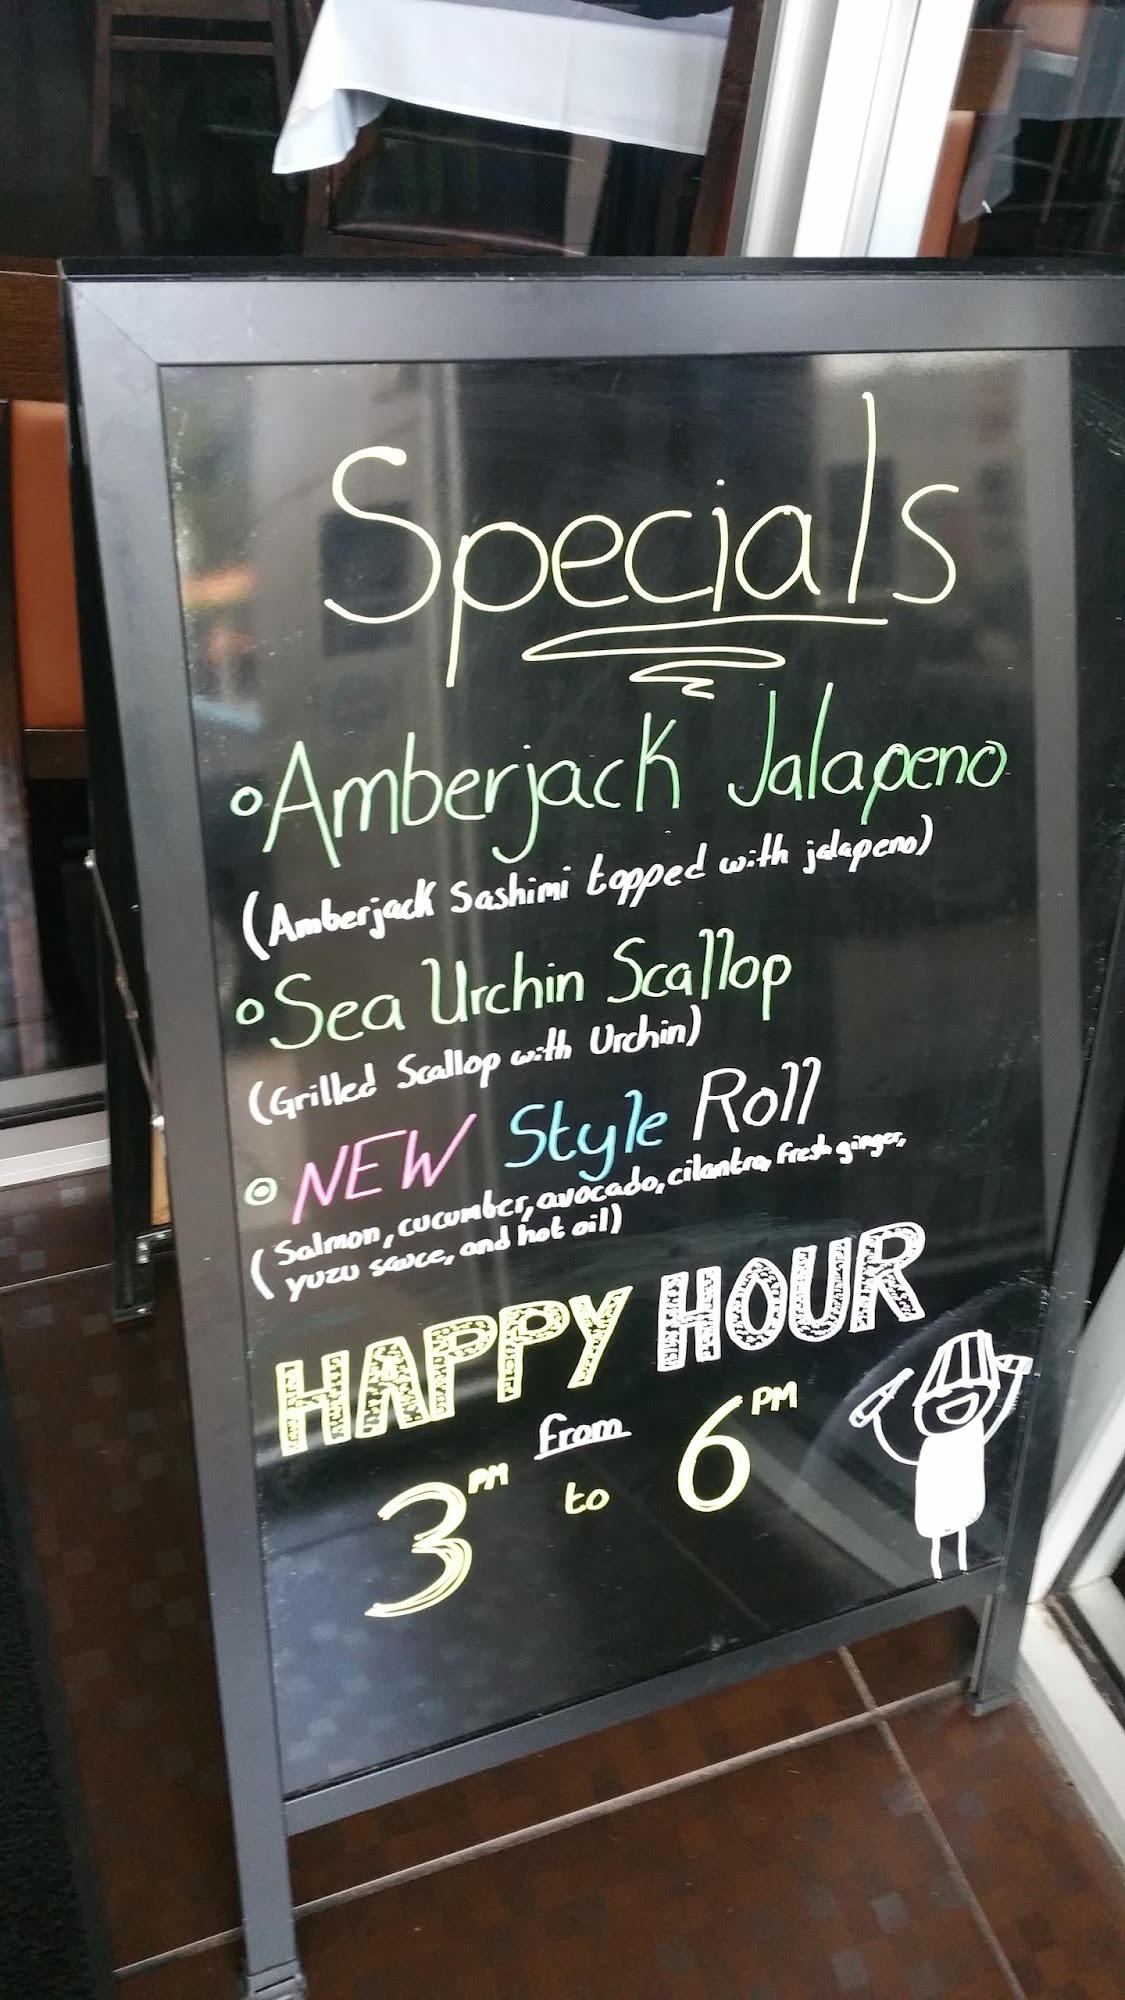 Specials
Amberjack Jalapeno
(Amberjack Sashimi topped with jalapeno)
Sea Urchin Scallop
(Grilled Scallop with Urchin)
NEW Style Roll
(Salmon, cucumber, avocado, cilantro, fresh ginger,
yuzu sauce, and hot oil)
HAPPY HOUR
from
3PM to 6PM